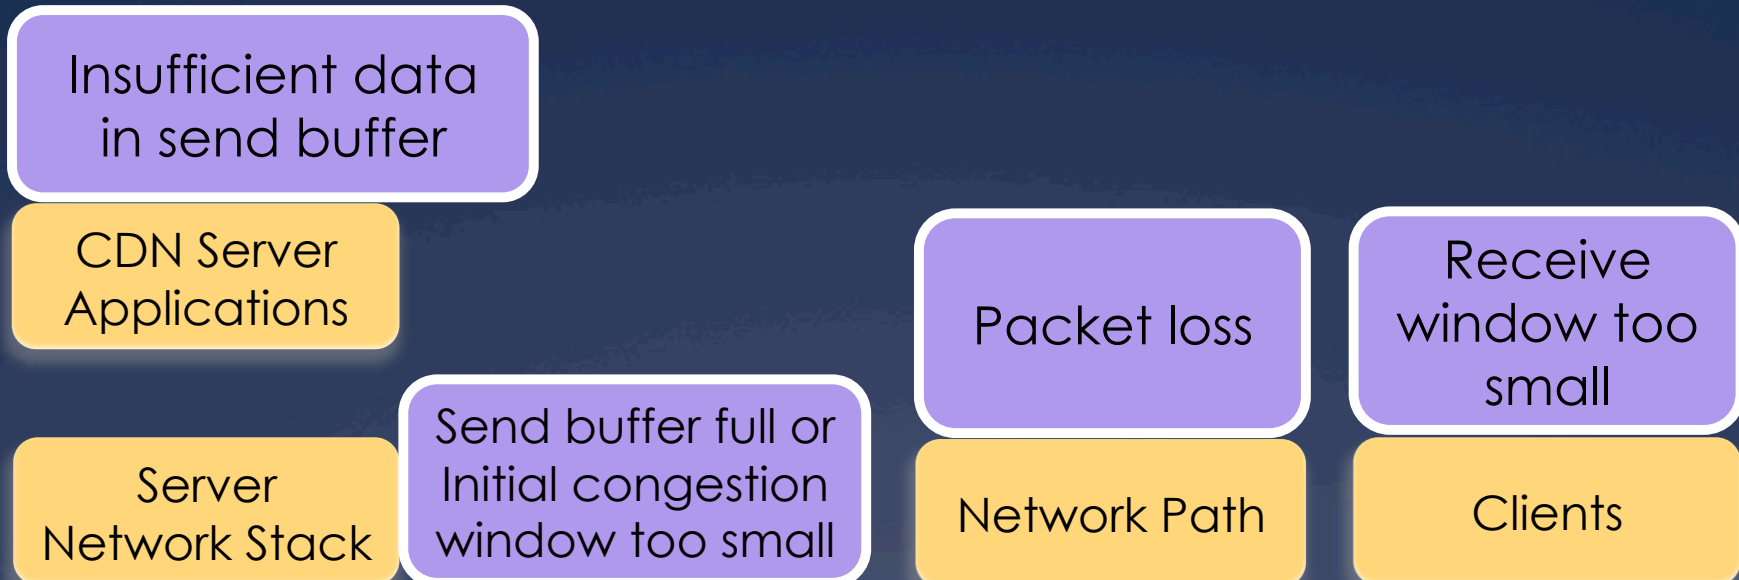 Insufficient data
in send buffer
CDN Server
Applications
Server
Network Stack
Send buffer full or
Initial congestion
window too small
Packet loss
Network Path
Receive
window too
small
Clients